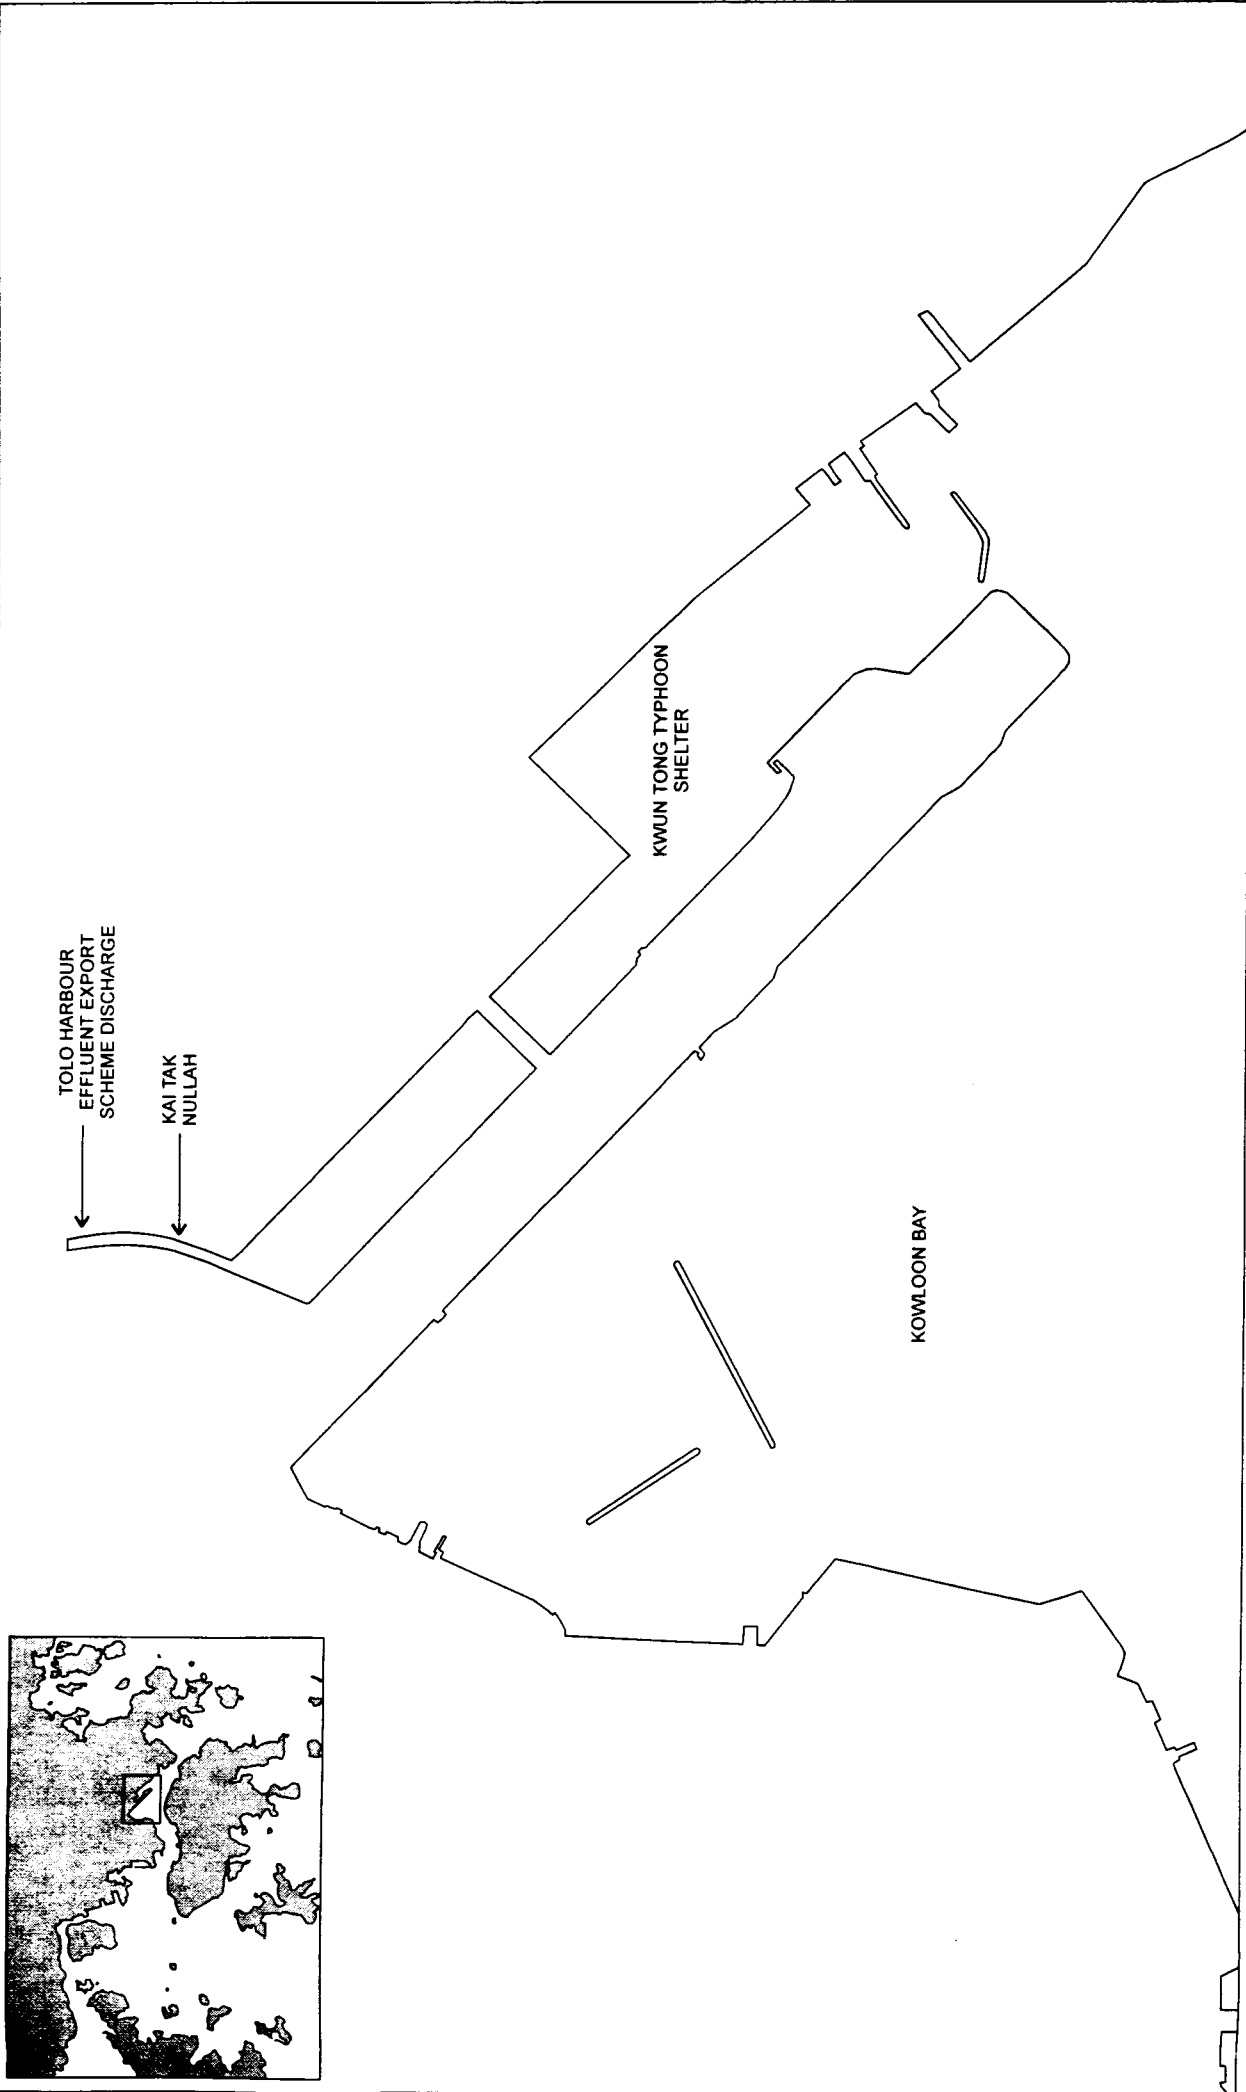 TOLO HARBOUR
EFFLUENT EXPORT
SCHEME DISCHARGE
KAI TAK
NULLAH
KWUN TONG TYPHOON
SHELTER
KOWLOON BAY